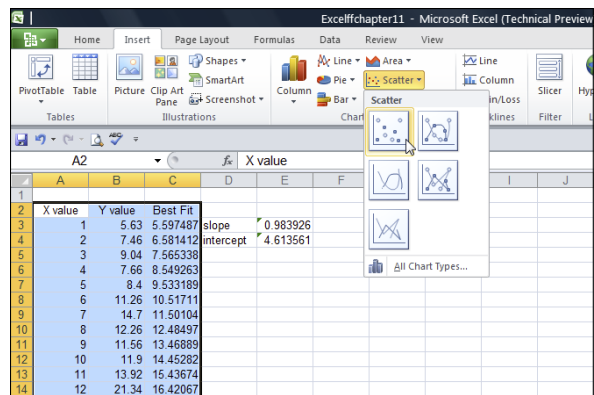 Excelffchapter11 - Microsoft Excel (Technical Preview
Home Insert Page Layout Formulas Data Review View
PivotTable Table Picture Clip Art Pane Shapes SmartArt Screenshot Column Line Pie Bar Area Scatter Line Column in/Loss Slicer Hyp
Tables Illustrations Chart klines Filter
Scatter
All Chart Types...
A2 fx X value
A B C D E F I J
1
2 X value Y value Best Fit
3 1 5.63 5.597487 slope 0.983926
4 2 7.46 6.581412 intercept 4.613561
5 3 9.04 7.565338
6 4 7.66 8.549263
7 5 8.4 9.533189
8 6 11.26 10.51711
9 7 14.7 11.50104
10 8 12.26 12.48497
11 9 11.56 13.46889
12 10 11.9 14.45282
13 11 13.92 15.43674
14 12 21.34 16.42067